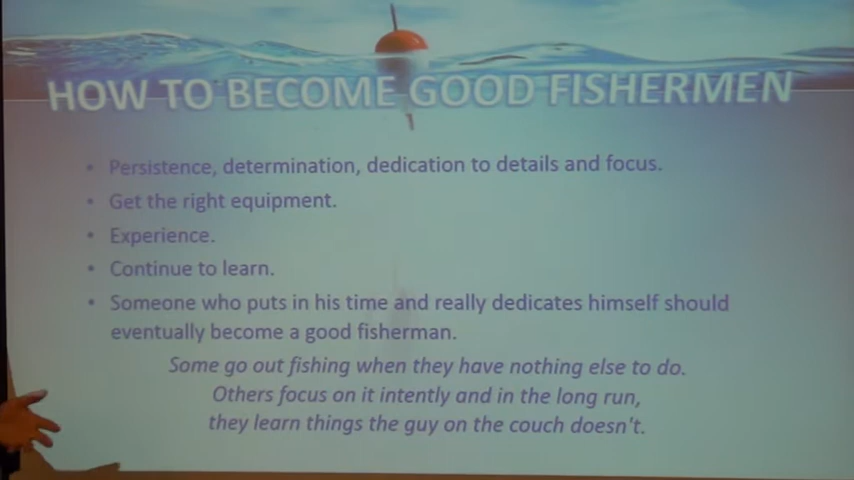 HOW TO BECOME GOOD FISHERMEN
• Persistence, determination, dedication to details and focus.
• Get the right equipment.
• Experience.
• Continue to learn.
• Someone who puts in his time and really dedicates himself should
eventually become a good fisherman.
Some go out fishing when they have nothing else to do.
Others focus on it intently and in the long run,
they learn things the guy on the couch doesn't.